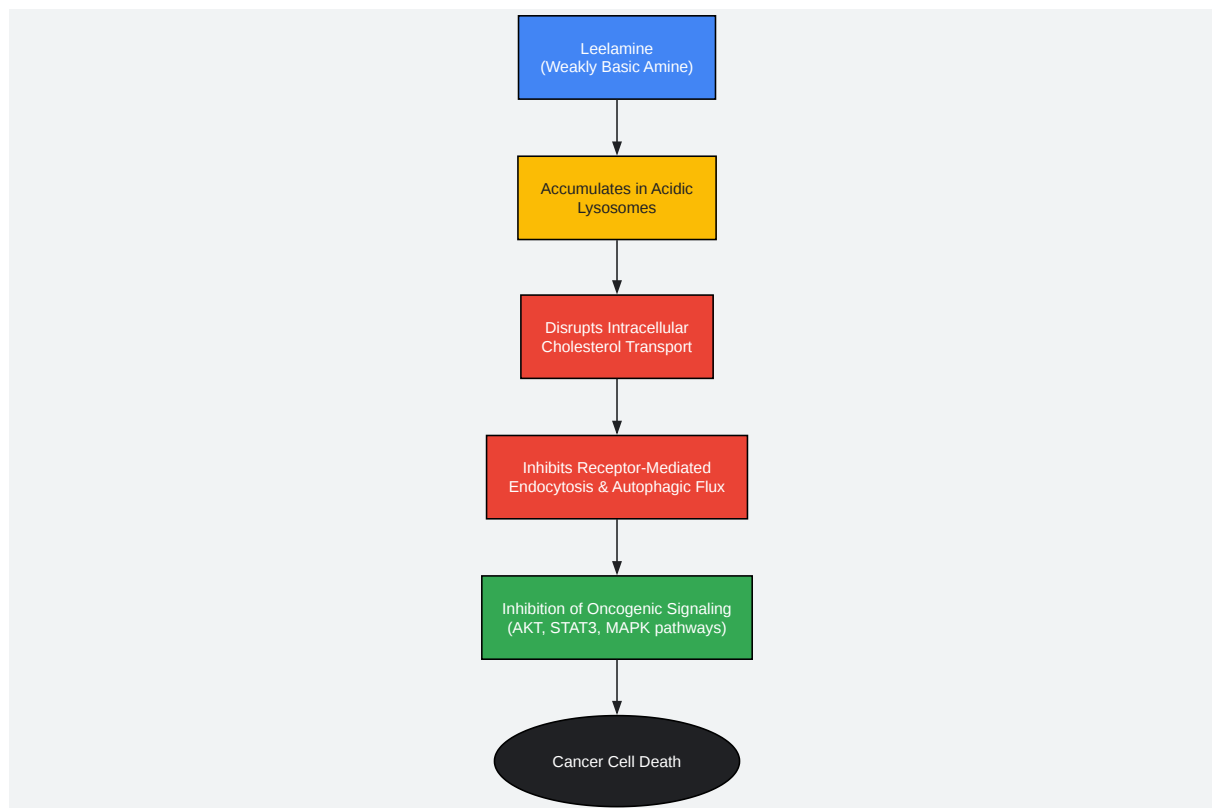 Leelamine
(Weakly Basic Amine)
Accumulates in Acidic
Lysosomes
Disrupts Intracellular
Cholesterol Transport
Inhibits Receptor-Mediated
Endocytosis & Autophagic Flux
Inhibition of Oncogenic Signaling
(AKT, STAT3, MAPK pathways)
Cancer Cell Death